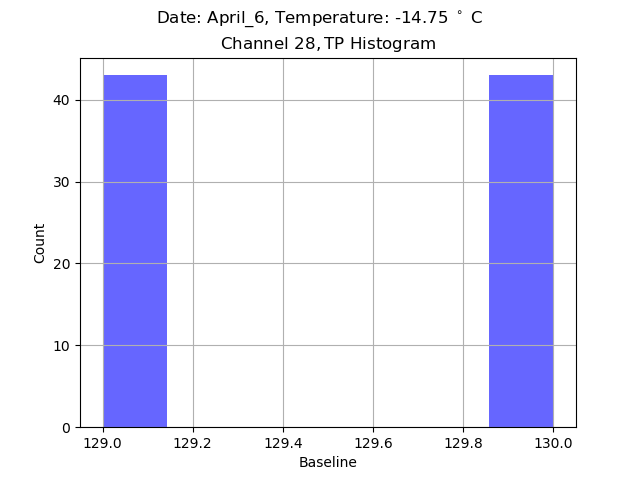 Date: April_6, Temperature: -14.75 ° C
Channel 28, TP Histogram
Count
40
30
20
10
0
129.0 129.2 129.4 129.6 129.8 130.0
Baseline